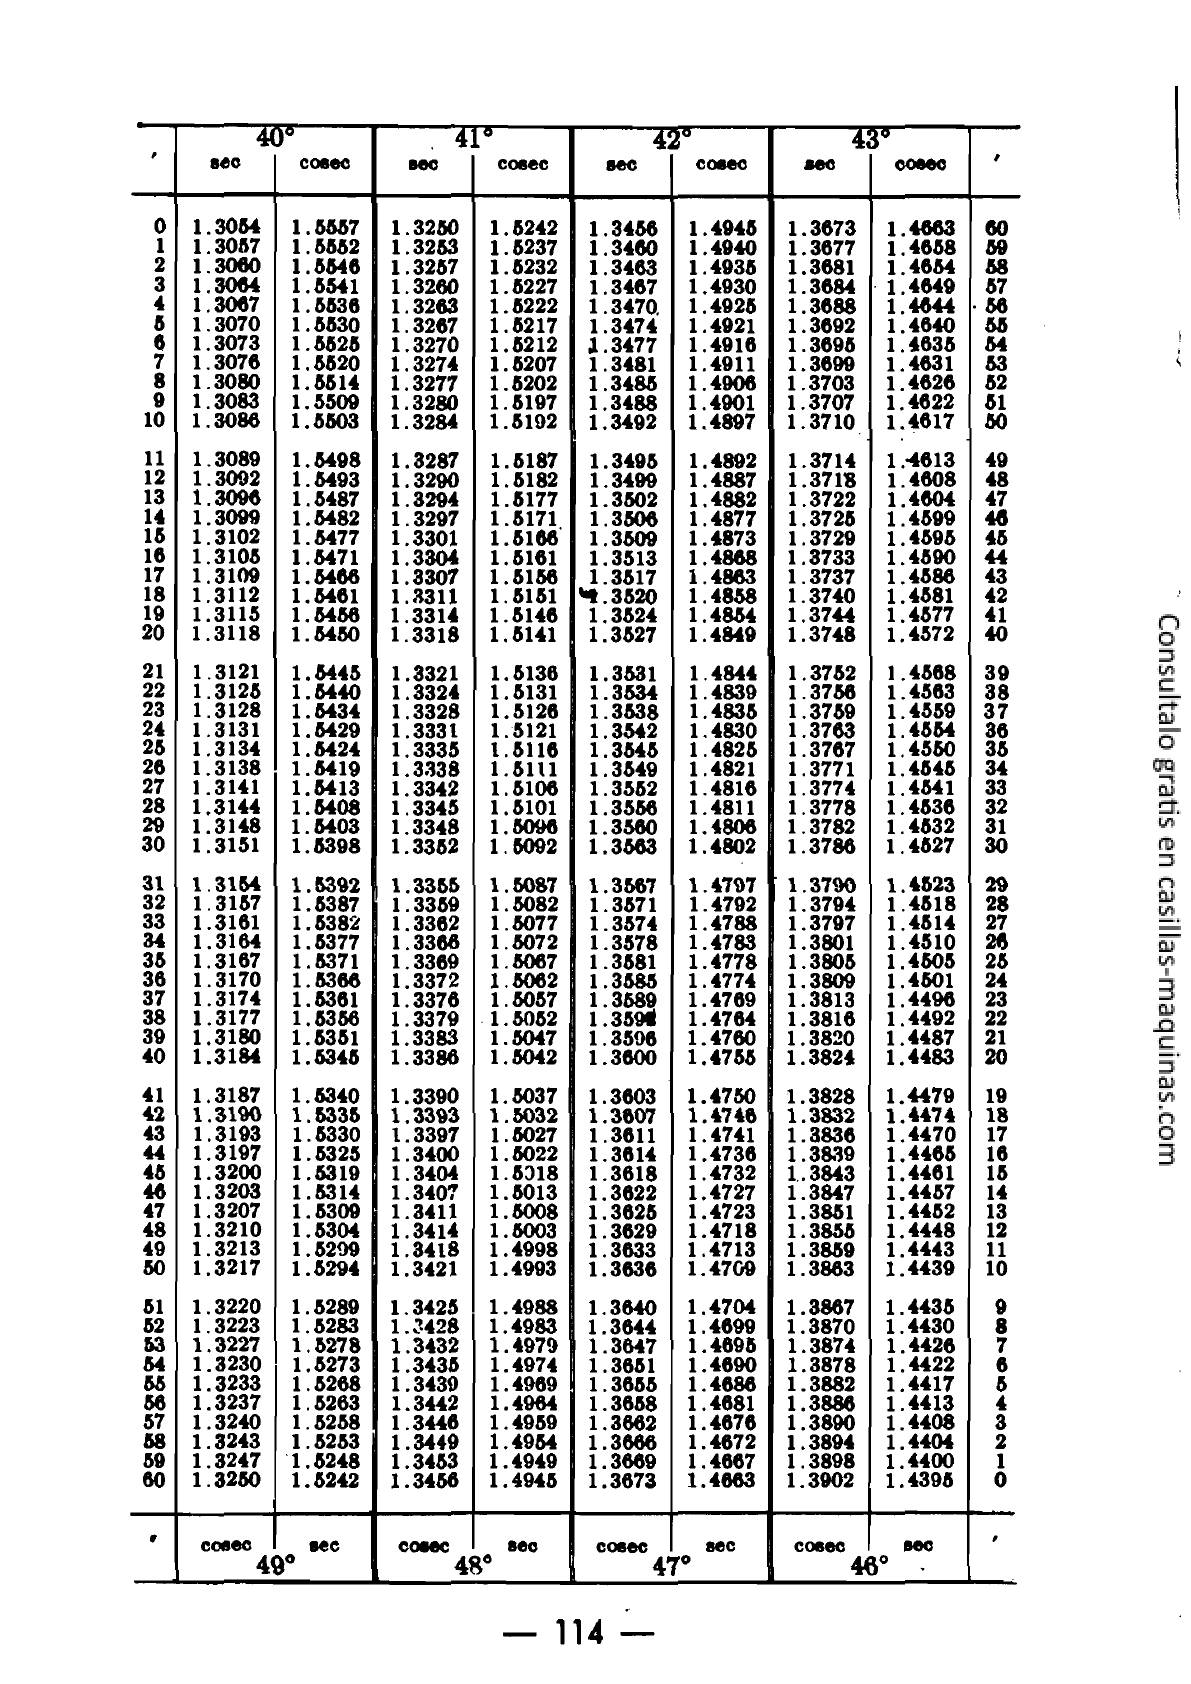 40° 41° 42° 43°
′ sec cosec sec cosec sec cosec sec cosec ′
0 1.3054 1.5557 1.3250 1.5242 1.3456 1.4945 1.3673 1.4663 60
1 1.3057 1.5552 1.3253 1.5237 1.3460 1.4940 1.3677 1.4658 59
2 1.3060 1.5546 1.3257 1.5232 1.3463 1.4935 1.3681 1.4654 58
3 1.3064 1.5541 1.3260 1.5227 1.3467 1.4930 1.3684 1.4649 57
4 1.3067 1.5536 1.3263 1.5222 1.3470 1.4925 1.3688 1.4644 56
5 1.3070 1.5530 1.3267 1.5217 1.3474 1.4921 1.3692 1.4640 55
6 1.3073 1.5525 1.3270 1.5212 1.3477 1.4916 1.3695 1.4635 54
7 1.3076 1.5520 1.3274 1.5207 1.3481 1.4911 1.3699 1.4631 53
8 1.3080 1.5514 1.3277 1.5202 1.3485 1.4906 1.3703 1.4626 52
9 1.3083 1.5509 1.3280 1.5197 1.3488 1.4901 1.3707 1.4622 51
10 1.3086 1.5503 1.3284 1.5192 1.3492 1.4897 1.3710 1.4617 50
11 1.3089 1.5498 1.3287 1.5187 1.3495 1.4892 1.3714 1.4613 49
12 1.3092 1.5493 1.3290 1.5182 1.3499 1.4887 1.3718 1.4608 48
13 1.3096 1.5487 1.3294 1.5177 1.3502 1.4882 1.3722 1.4604 47
14 1.3099 1.5482 1.3297 1.5171 1.3506 1.4877 1.3725 1.4599 46
15 1.3102 1.5477 1.3301 1.5166 1.3509 1.4873 1.3729 1.4595 45
16 1.3105 1.5471 1.3304 1.5161 1.3513 1.4868 1.3733 1.4590 44
17 1.3109 1.5466 1.3307 1.5156 1.3517 1.4863 1.3737 1.4586 43
18 1.3112 1.5461 1.3311 1.5151 1.3520 1.4858 1.3740 1.4581 42
19 1.3115 1.5456 1.3314 1.5146 1.3524 1.4854 1.3744 1.4577 41
20 1.3118 1.5450 1.3318 1.5141 1.3527 1.4849 1.3748 1.4572 40
21 1.3121 1.5445 1.3321 1.5136 1.3531 1.4844 1.3752 1.4568 39
22 1.3125 1.5440 1.3324 1.5131 1.3534 1.4839 1.3756 1.4563 38
23 1.3128 1.5434 1.3328 1.5126 1.3538 1.4835 1.3759 1.4559 37
24 1.3131 1.5429 1.3331 1.5121 1.3542 1.4830 1.3763 1.4554 36
25 1.3134 1.5424 1.3335 1.5116 1.3545 1.4825 1.3767 1.4550 35
26 1.3138 1.5419 1.3338 1.5111 1.3549 1.4821 1.3771 1.4545 34
27 1.3141 1.5413 1.3342 1.5106 1.3552 1.4816 1.3774 1.4541 33
28 1.3144 1.5408 1.3345 1.5101 1.3556 1.4811 1.3778 1.4536 32
29 1.3148 1.5403 1.3348 1.5096 1.3560 1.4806 1.3782 1.4532 31
30 1.3151 1.5398 1.3352 1.5092 1.3563 1.4802 1.3786 1.4527 30
31 1.3154 1.5392 1.3355 1.5087 1.3567 1.4797 1.3790 1.4523 29
32 1.3157 1.5387 1.3359 1.5082 1.3571 1.4792 1.3794 1.4518 28
33 1.3161 1.5382 1.3362 1.5077 1.3574 1.4788 1.3797 1.4514 27
34 1.3164 1.5377 1.3366 1.5072 1.3578 1.4783 1.3801 1.4510 26
35 1.3167 1.5371 1.3369 1.5067 1.3581 1.4778 1.3805 1.4505 25
36 1.3170 1.5366 1.3372 1.5062 1.3585 1.4774 1.3809 1.4501 24
37 1.3174 1.5361 1.3376 1.5057 1.3589 1.4769 1.3813 1.4496 23
38 1.3177 1.5356 1.3379 1.5052 1.4764 1.3816 1.4492 22
39 1.3180 1.5351 1.3383 1.5047 1.3596 1.4760 1.3820 1.4487 21
40 1.3184 1.5345 1.3386 1.5042 1.3600 1.4755 1.3824 1.4483 20
41 1.3187 1.5340 1.3390 1.5037 1.3603 1.4750 1.3828 1.4479 19
42 1.3190 1.5335 1.3393 1.5032 1.3607 1.4746 1.3832 1.4474 18
43 1.3193 1.5330 1.3397 1.5027 1.3611 1.4741 1.3836 1.4470 17
44 1.3197 1.5325 1.3400 1.5022 1.3614 1.4736 1.3839 1.4465 16
45 1.3200 1.5319 1.3404 1.5018 1.3618 1.4732 1.3843 1.4461 15
46 1.3203 1.5314 1.3407 1.5013 1.3622 1.4727 1.3847 1.4457 14
47 1.3207 1.5309 1.3411 1.5008 1.3625 1.4723 1.3851 1.4452 13
48 1.3210 1.5304 1.3414 1.5003 1.3629 1.4718 1.3855 1.4448 12
49 1.3213 1.5299 1.3418 1.4998 1.3633 1.4713 1.3859 1.4443 11
50 1.3217 1.5294 1.3421 1.4993 1.3636 1.4709 1.3863 1.4439 10
51 1.3220 1.5289 1.3425 1.4988 1.3640 1.4704 1.3867 1.4435 9
52 1.3223 1.5283 1.3428 1.4983 1.3644 1.4699 1.3870 1.4430 8
53 1.3227 1.5278 1.3432 1.4979 1.3647 1.4695 1.3874 1.4426 7
54 1.3230 1.5273 1.3435 1.4974 1.3651 1.4690 1.3878 1.4422 6
55 1.3233 1.5268 1.3439 1.4969 1.3655 1.4686 1.3882 1.4417 5
56 1.3237 1.5263 1.3442 1.4964 1.3658 1.4681 1.3886 1.4413 4
57 1.3240 1.5258 1.3446 1.4959 1.3662 1.4676 1.3890 1.4408 3
58 1.3243 1.5253 1.3449 1.4954 1.3666 1.4672 1.3894 1.4404 2
59 1.3247 1.5248 1.3453 1.4949 1.3669 1.4667 1.3898 1.4400 1
60 1.3250 1.5242 1.3456 1.4945 1.3673 1.4663 1.3902 1.4395 0
′ cosec sec cosec sec cosec sec cosec sec ′
49° 48° 47° 46°
— 114 —
Consultalo gratis en casillas-maquinas.com